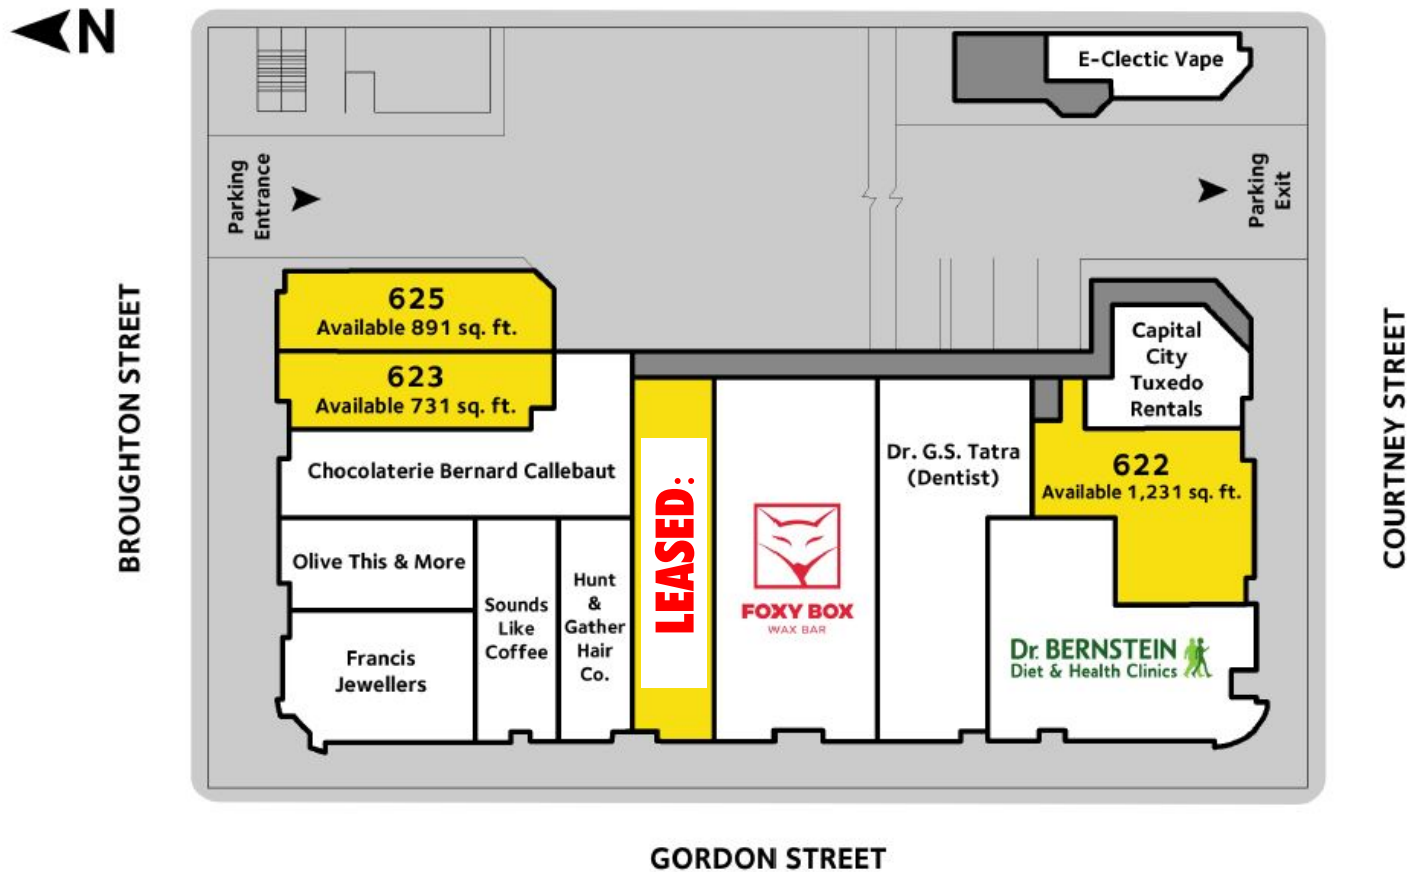 N
E-Clectic Vape
Parking
Entrance
Parking
Exit
BROUGHTON STREET
625
Available 891 sq. ft.
623
Available 731 sq. ft.
Capital
City
Tuxedo
Rentals
COURTNEY STREET
Chocolaterie Bernard Callebaut
LEASED:
Dr. G.S. Tatra
(Dentist)
622
Available 1,231 sq. ft.
Olive This & More
Sounds
Like
Coffee
Hunt
&
Gather
Hair
Co.
FOXY BOX
WAX BAR
Francis
Jewellers
Dr. BERNSTEIN
Diet & Health Clinics
GORDON STREET